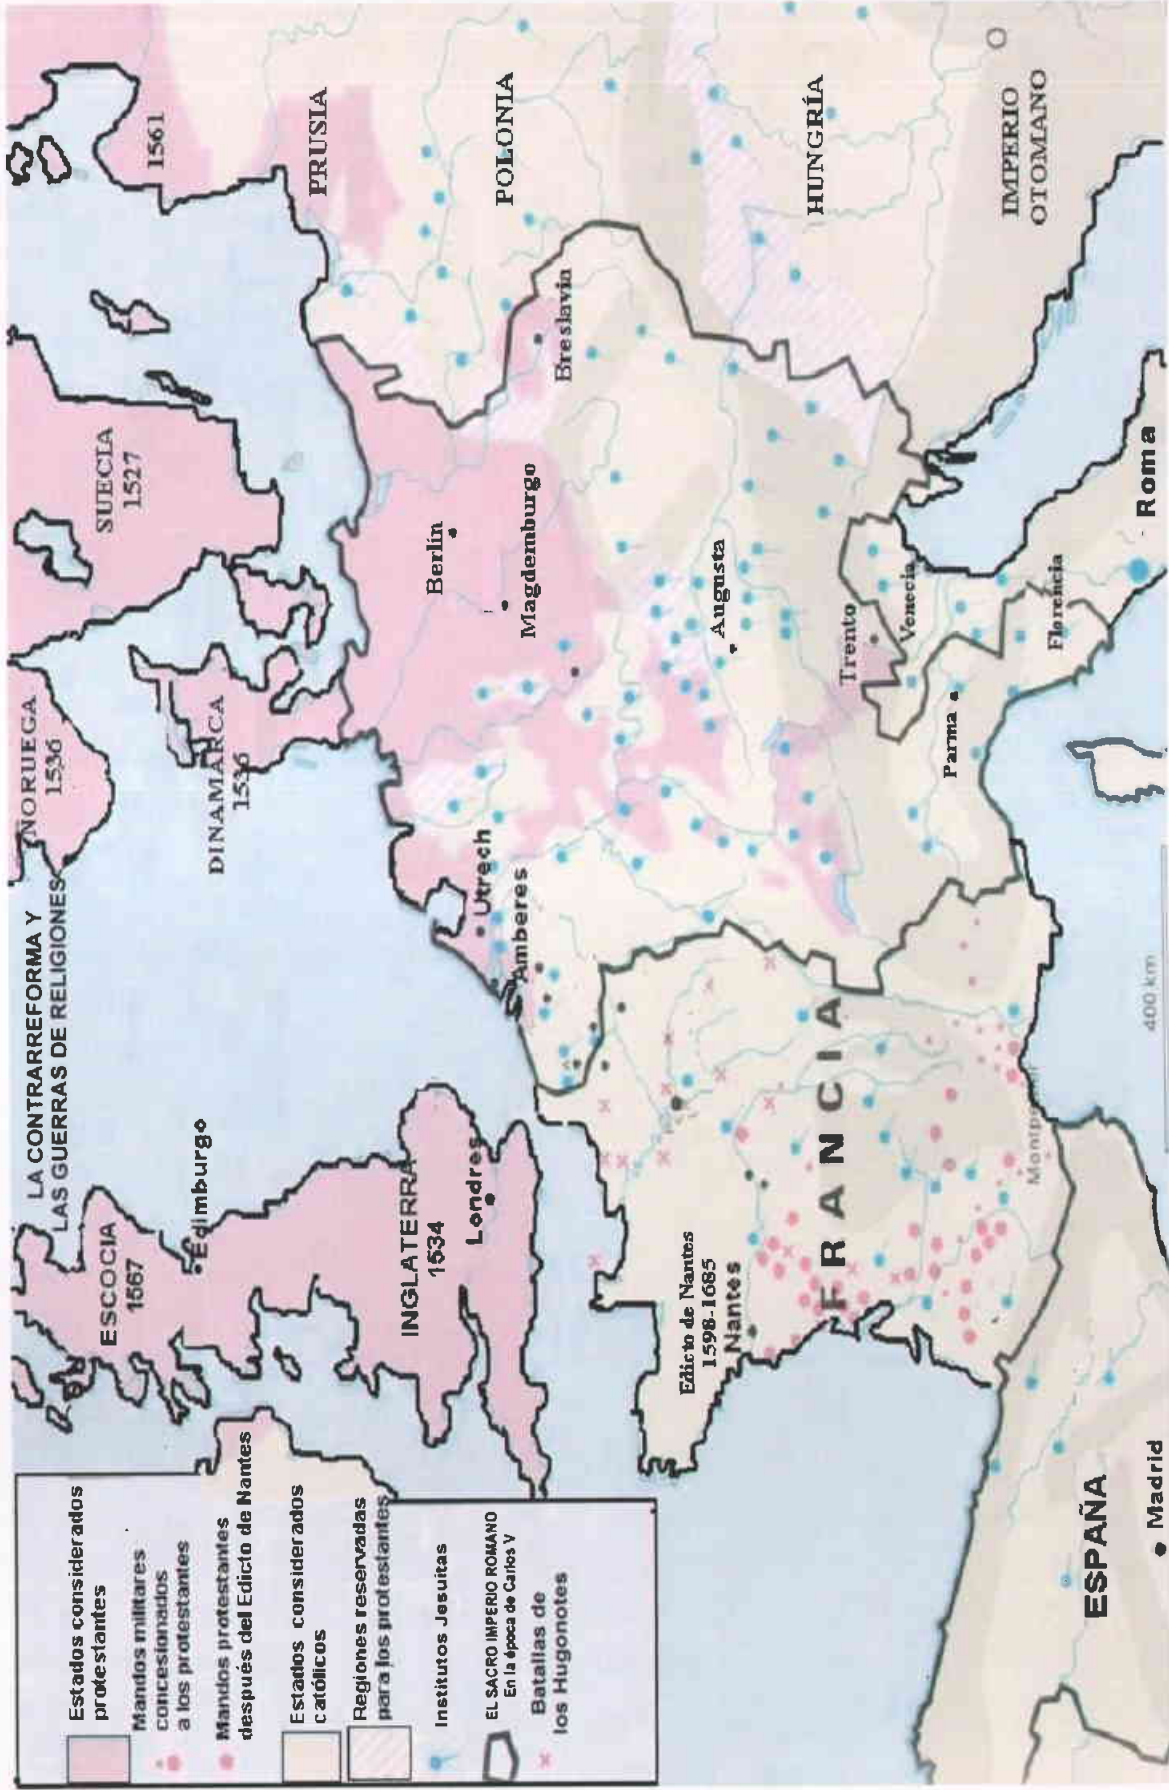 LA CONTRARREFORMA Y
LAS GUERRAS DE RELIGIONES
NORUEGA
1536
SUECIA
1527
1561
ESCOCIA
1567
Edimburgo
DINAMARCA
1536
PRUSIA
INGLATERRA
1534
Londres
Utrech
Amberes
Berlín
Magdemburgo
POLONIA
Breslavia
Edicto de Nantes
1598-1685
Nantes
FRANCIA
Augusta
HUNGRÍA
Trento
Venecia
Parma
Florencia
Roma
IMPERIO
OTOMANO
ESPAÑA
Madrid
400 km
Estados considerados
protestantes
Mandos militares
concesionados
a los protestantes
Mandos protestantes
después del Edicto de Nantes
Estados considerados
Católicos
Regiones reservadas
para los protestantes
Institutos Jesuitas
EL SACRO IMPERIO ROMANO
En la época de Carlos V
Batallas de
los Hugonotes